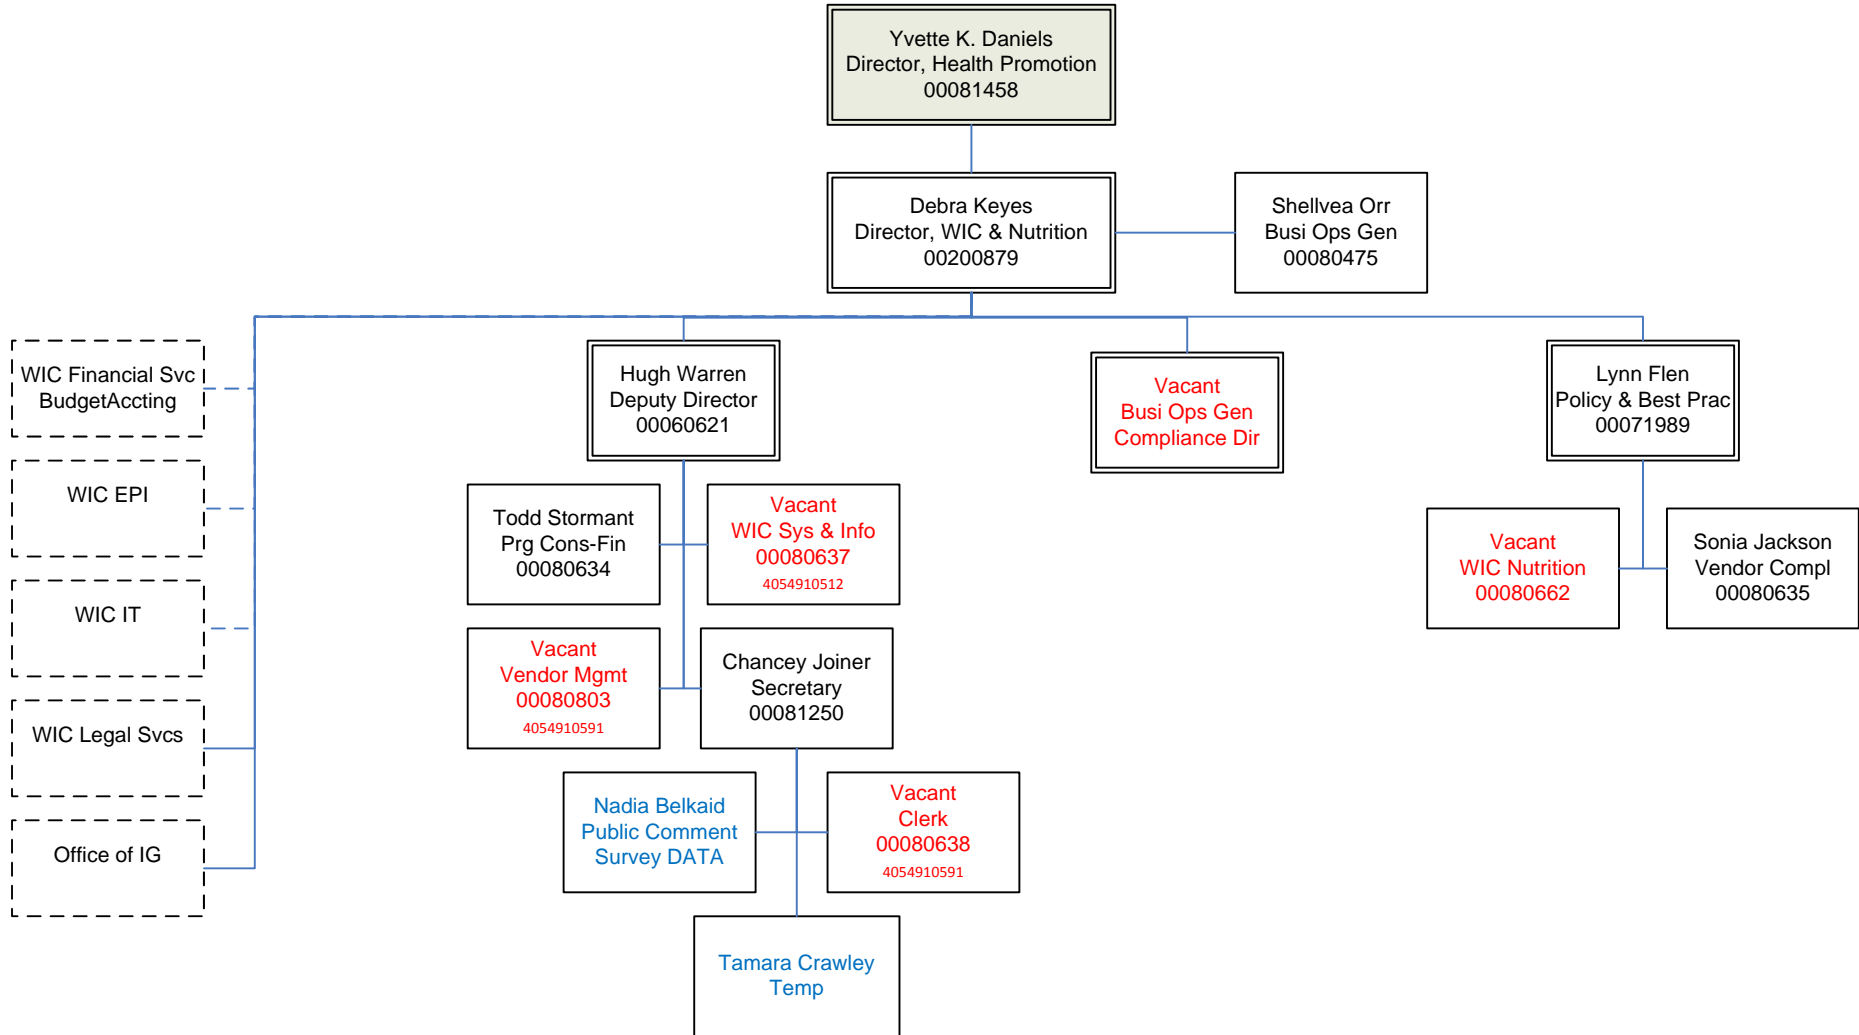 Yvette K. Daniels
Director, Health Promotion
00081458
Debra Keyes
Director, WIC & Nutrition
00200879
Shellvea Orr
Busi Ops Gen
00080475
WIC Financial Svc
BudgetAccting
WIC EPI
WIC IT
WIC Legal Svcs
Office of IG
Hugh Warren
Deputy Director
00060621
Vacant
Busi Ops Gen
Compliance Dir
Lynn Flen
Policy & Best Prac
00071989
Todd Stormant
Prg Cons-Fin
00080634
Vacant
WIC Sys & Info
00080637
4054910512
Vacant
WIC Nutrition
00080662
Sonia Jackson
Vendor Compl
00080635
Vacant
Vendor Mgmt
00080803
4054910591
Chancey Joiner
Secretary
00081250
Nadia Belkaid
Public Comment
Survey DATA
Vacant
Clerk
00080638
4054910591
Tamara Crawley
Temp